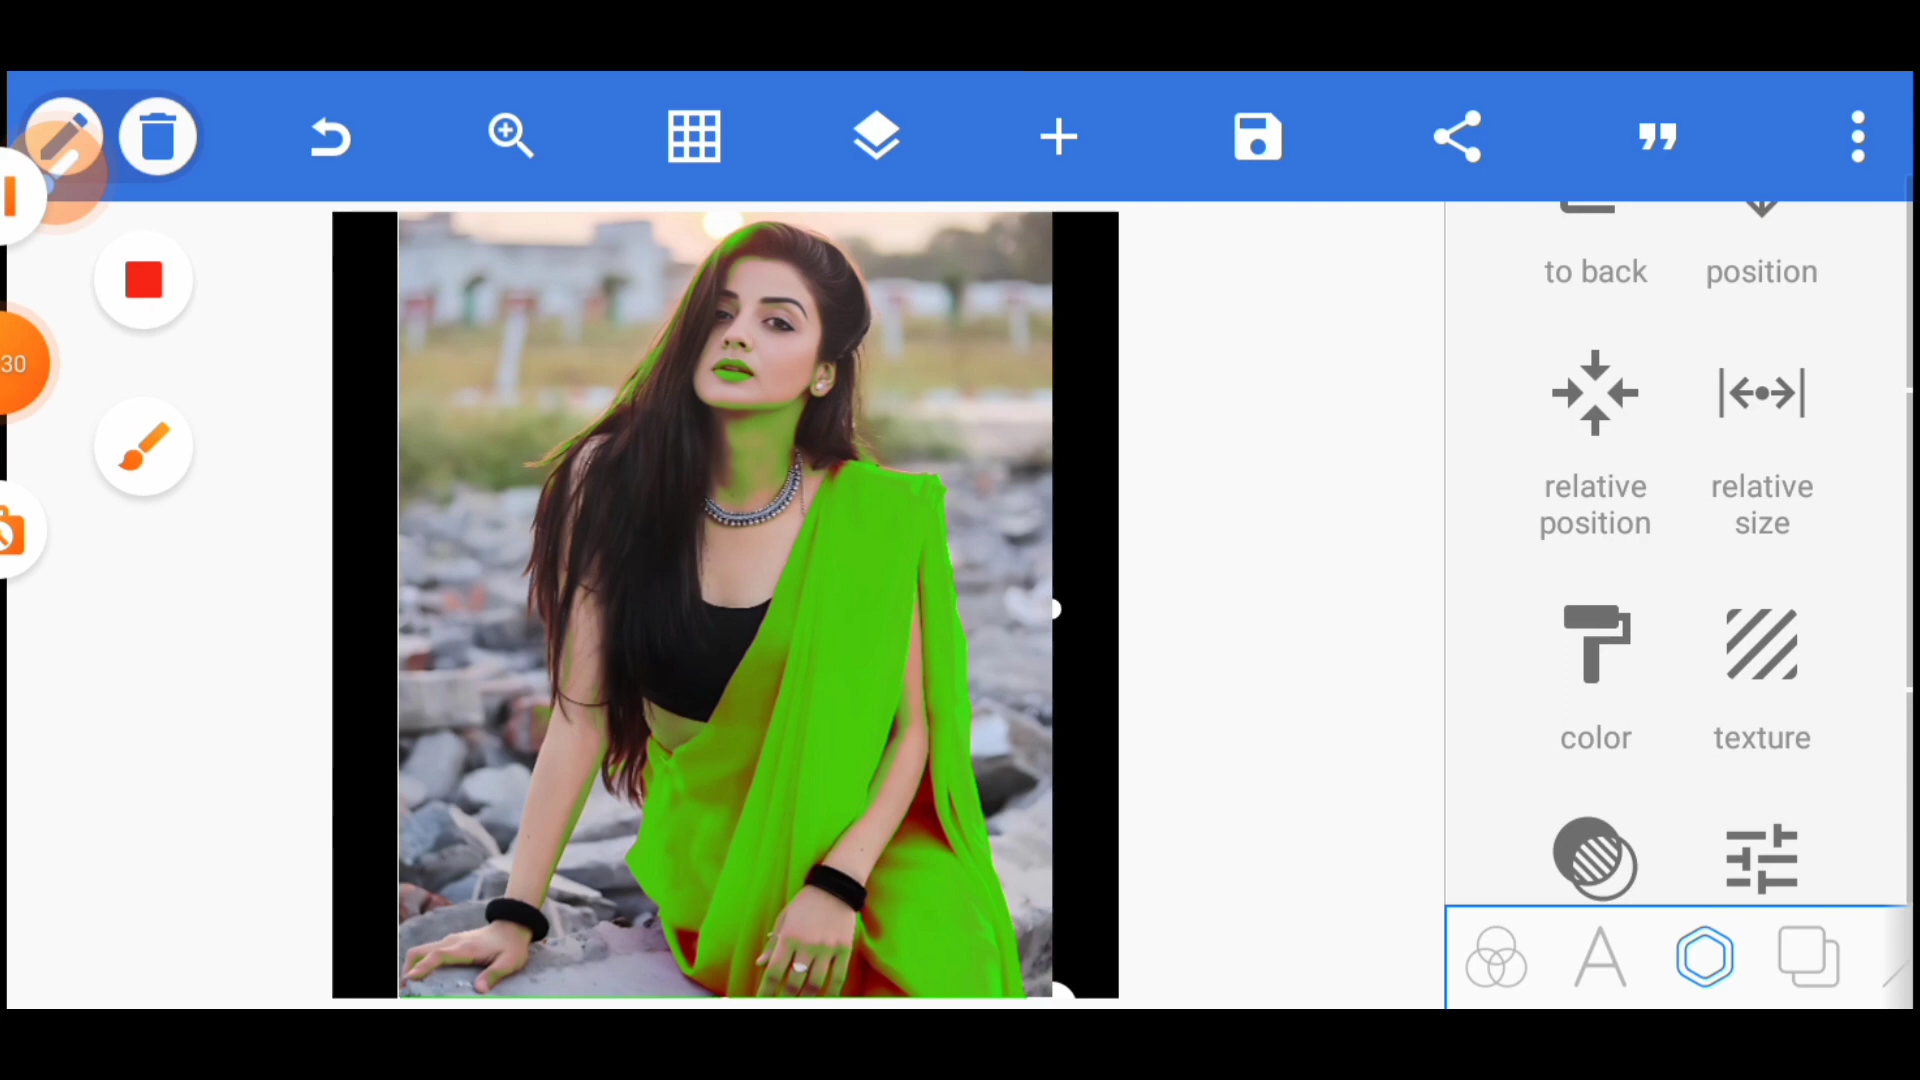 to back
position
relative
position
relative
size
30
color
texture